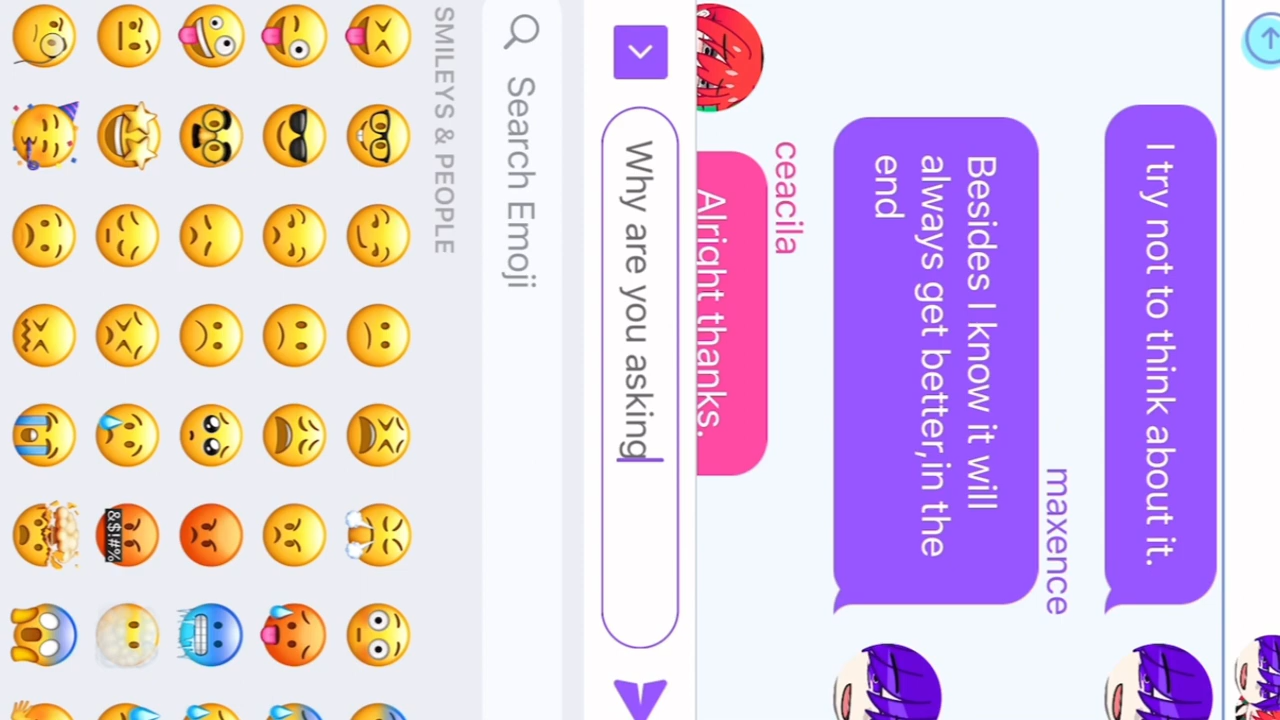 I try not to think about it.
maxence
Besides I know it will
always get better,in the
end
ceacila
Alright thanks.
Why are you asking
Search Emoji
SMILEYS & PEOPLE
&$!#%